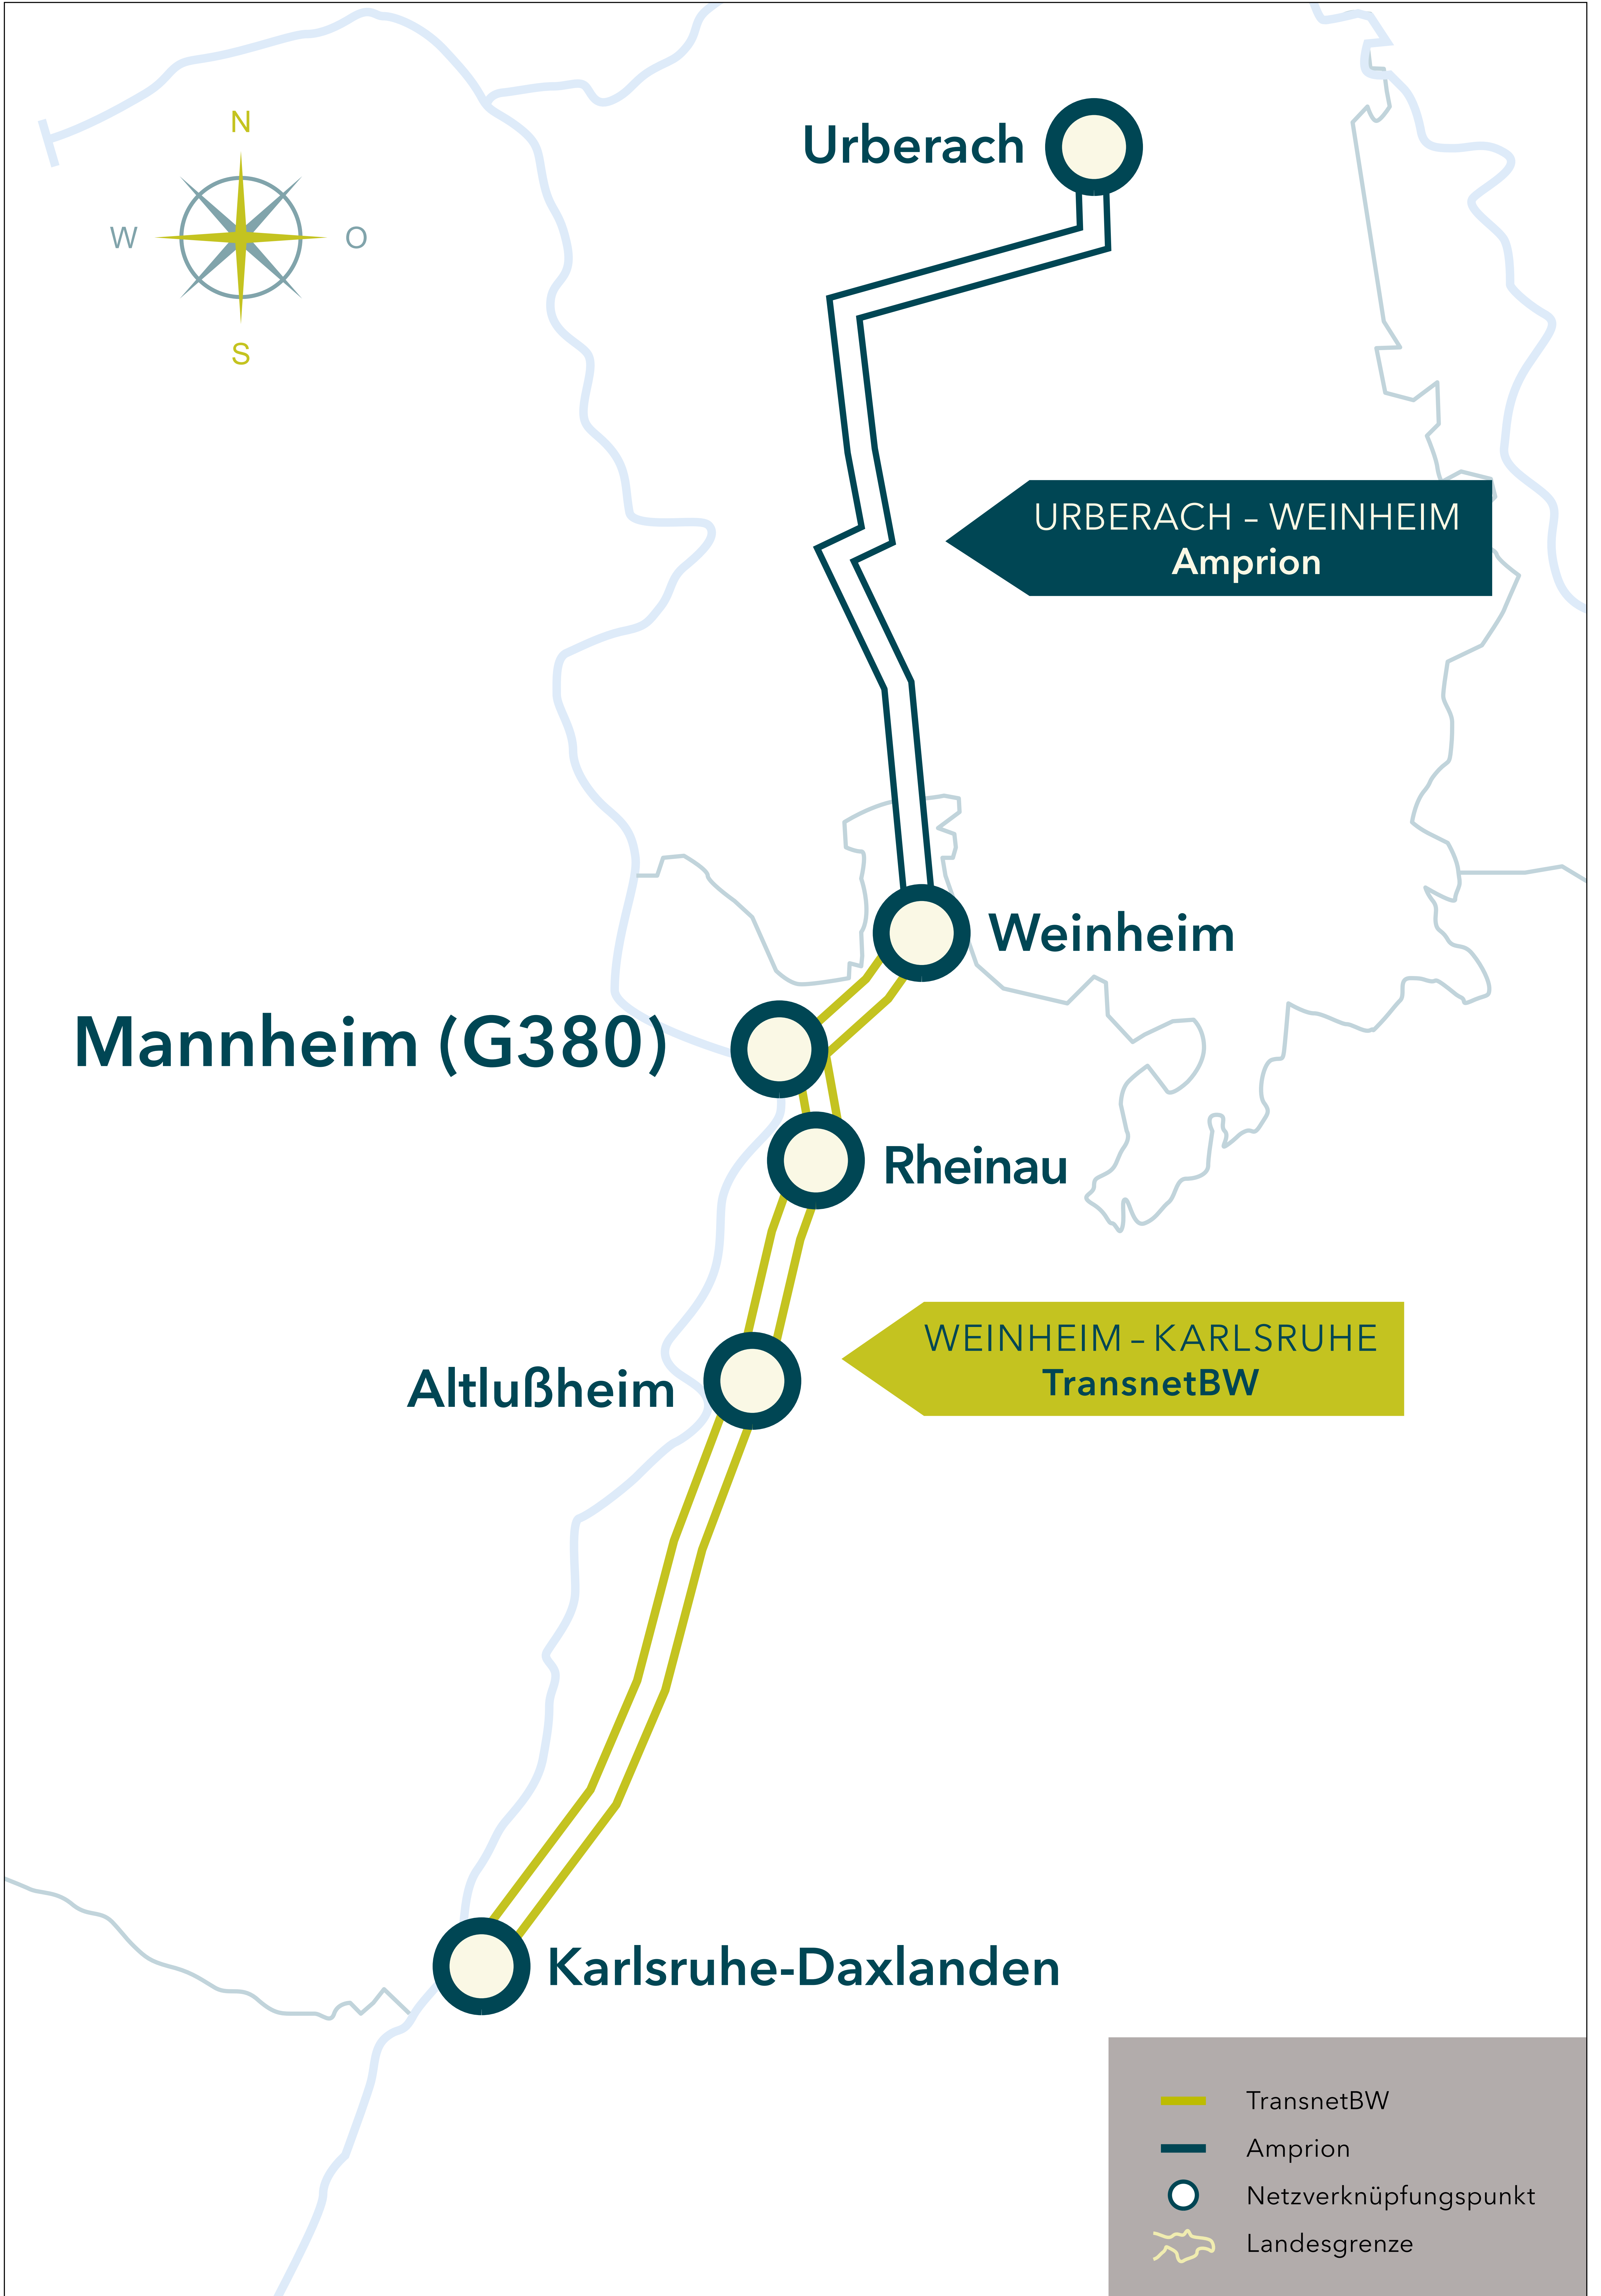 N
W
O
S
Urberach
URBERACH – WEINHEIM
Amprion
Weinheim
Mannheim (G380)
Rheinau
WEINHEIM – KARLSRUHE
TransnetBW
Altlußheim
Karlsruhe-Daxlanden
TransnetBW
Amprion
Netzverknüpfungspunkt
Landesgrenze